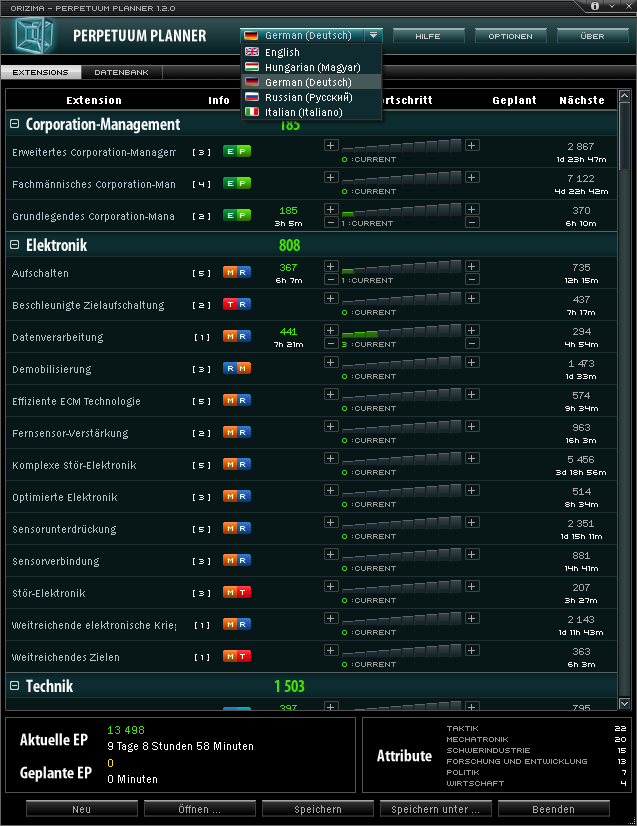 ORIZIMA - PERPETUUM PLANNER 1.2.0
PERPETUUM PLANNER
German (Deutsch)
HILFE
OPTIONEN
ÜBER
English
Hungarian (Magyar)
German (Deutsch)
Russian (Русский)
Italian (Italiano)
EXTENSIONS
DATENBANK
Extension Info ortschritt Geplant Nächste
Corporation-Management 185
Erweitertes Corporation-Managem [3] E P 0 :CURRENT 2 867
1d 23h 47m
Fachmännisches Corporation-Man [4] E P 0 :CURRENT 7 122
4d 22h 42m
Grundlegendes Corporation-Mana [2] E P 185 1 :CURRENT 370
3h 5m 6h 10m
Elektronik 808
Aufschalten [5] M R 367 1 :CURRENT 735
6h 7m 12h 15m
Beschleunigte Zielaufschaltung [2] T R 0 :CURRENT 437
7h 17m
Datenverarbeitung [1] M R 441 3 :CURRENT 294
7h 21m 4h 54m
Demobilisierung [3] R M 0 :CURRENT 1 473
1d 33m
Effiziente ECM Technologie [5] M R 0 :CURRENT 574
9h 34m
Fernsensor-Verstärkung [2] M R 0 :CURRENT 963
16h 3m
Komplexe Stör-Elektronik [5] M R 0 :CURRENT 5 456
3d 18h 56m
Optimierte Elektronik [3] M R 0 :CURRENT 514
8h 34m
Sensorunterdrückung [5] M R 0 :CURRENT 2 351
1d 15h 11m
Sensorverbindung [3] M R 0 :CURRENT 881
14h 41m
Stör-Elektronik [3] M T 0 :CURRENT 207
3h 27m
Weitreichende elektronische Krieg [1] M R 0 :CURRENT 2 143
1d 11h 43m
Weitreichendes Zielen [1] M T 0 :CURRENT 363
6h 3m
Technik 1 503
397 795
Aktuelle EP 13 498
9 Tage 8 Stunden 58 Minuten
Geplante EP 0
0 Minuten
Attribute
TAKTIK 22
MECHATRONIK 20
SCHWERINDUSTRIE 15
FORSCHUNG UND ENTWICKLUNG 13
POLITIK 7
WIRTSCHAFT 4
Neu
Öffnen ...
Speichern
Speichern unter ...
Beenden